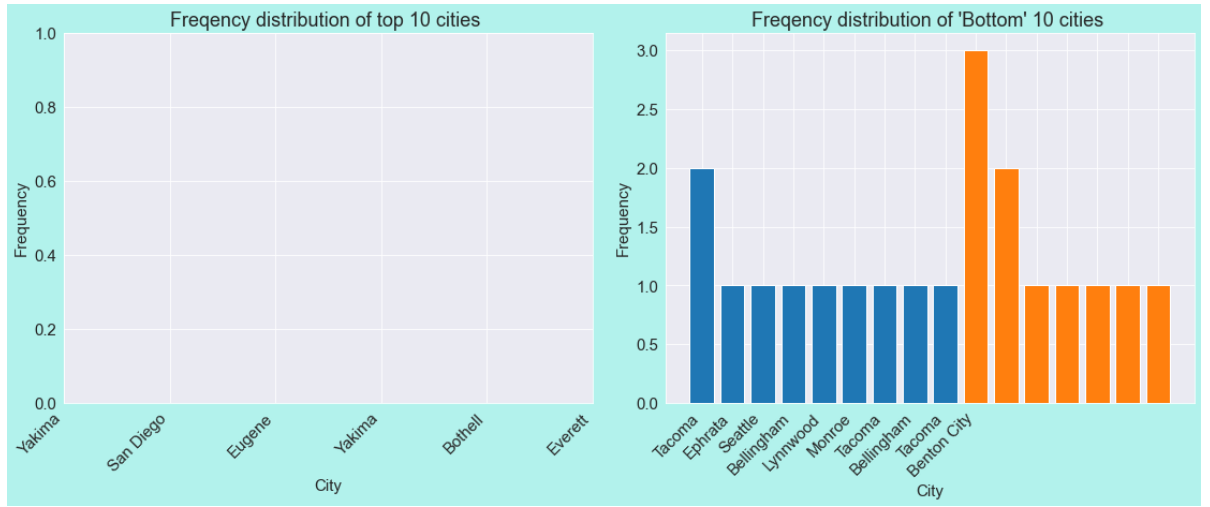 Freqency distribution of top 10 cities
1.0
0.8
0.6
0.4
0.2
0.0
Frequency
Yakima
San Diego
Eugene
Yakima
Bothell
Everett
City
Freqency distribution of 'Bottom' 10 cities
3.0
2.5
2.0
1.5
1.0
0.5
0.0
Frequency
Tacoma
Ephrata
Seattle
Bellingham
Lynnwood
Monroe
Tacoma
Bellingham
Tacoma
Benton City
City